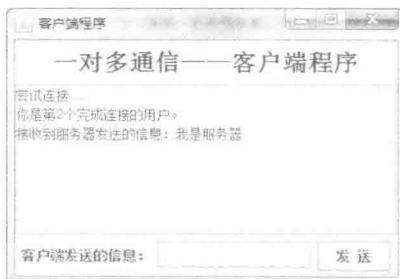 客户端程序
一对多通信——客户端程序
尝试连接
你是第2个完成连接的用户。
接收到服务器发送的信息：我是服务器
客户端发送的信息：
发 送